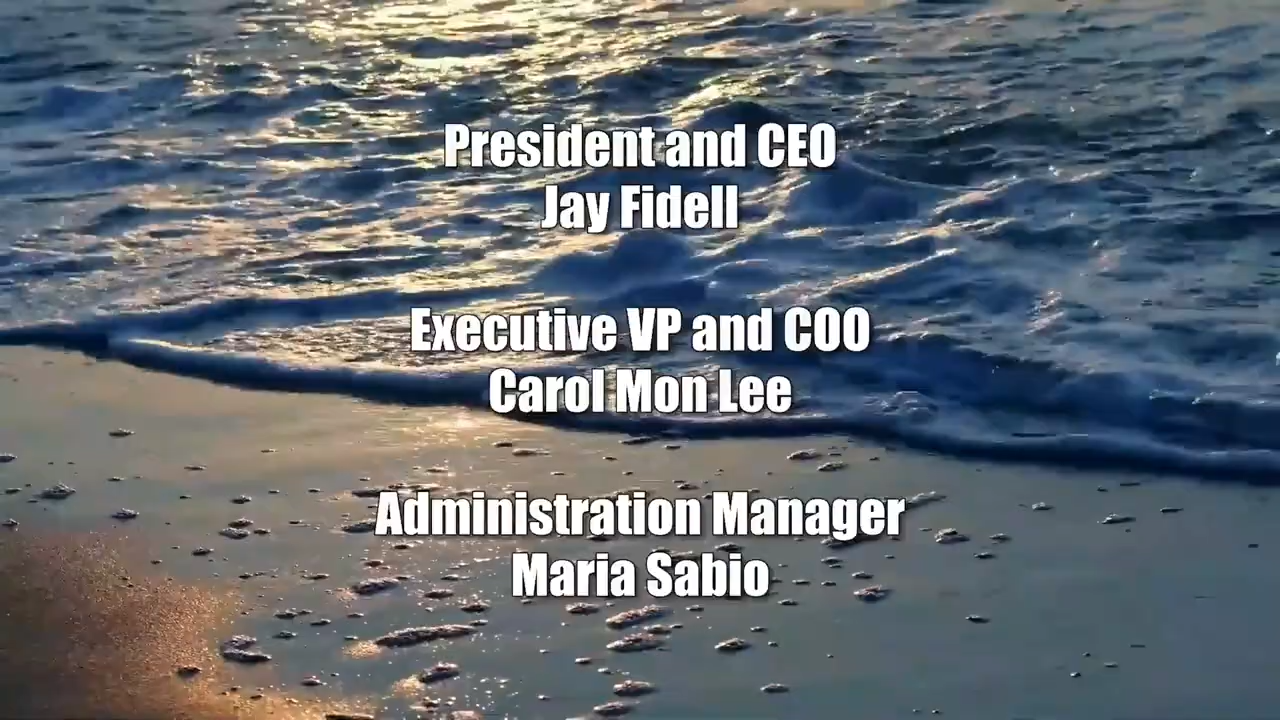 President and CEO
Jay Fidell
Executive VP and COO
Carol Mon Lee
Administration Manager
Maria Sabio